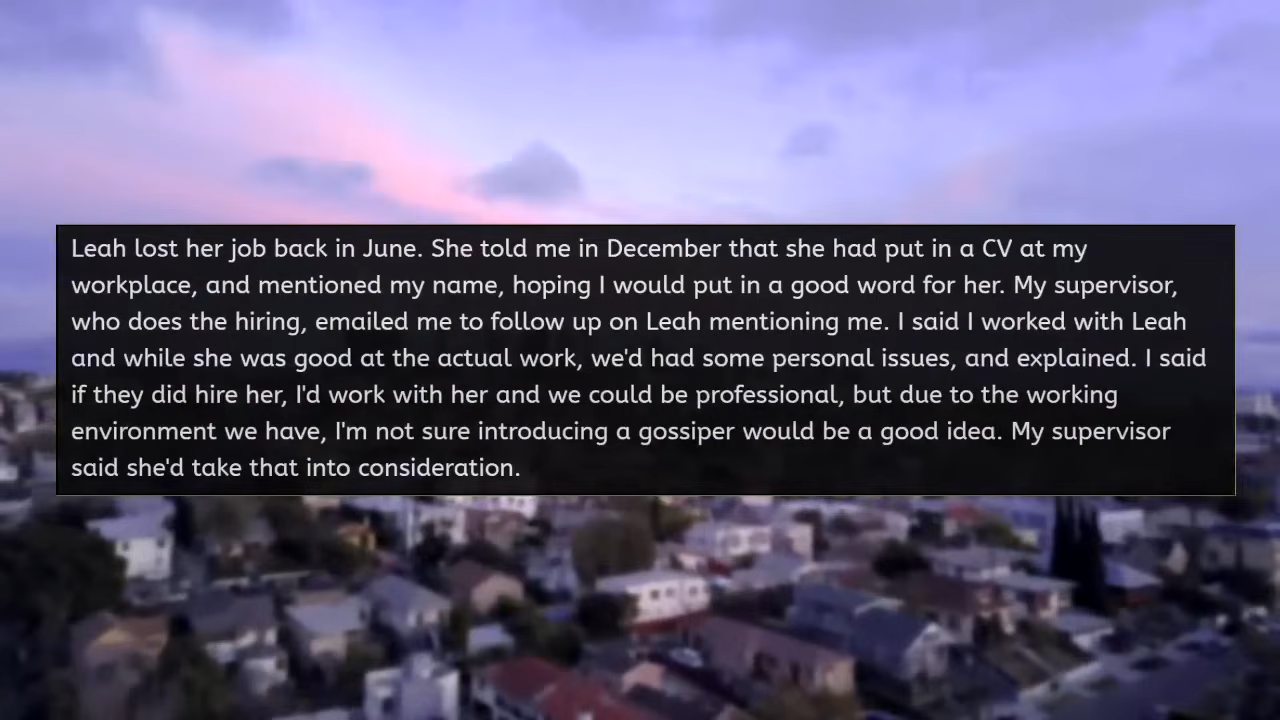 Leah lost her job back in June. She told me in December that she had put in a CV at my
workplace, and mentioned my name, hoping I would put in a good word for her. My supervisor,
who does the hiring, emailed me to follow up on Leah mentioning me. I said I worked with Leah
and while she was good at the actual work, we'd had some personal issues, and explained. I said
if they did hire her, I'd work with her and we could be professional, but due to the working
environment we have, I'm not sure introducing a gossiper would be a good idea. My supervisor
said she'd take that into consideration.